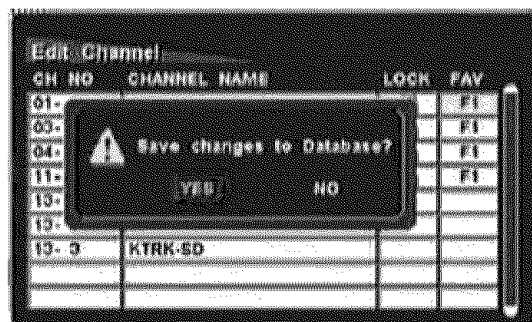 Edit Channel
CH NO CHANNEL NAME LOCK FAV
01- F1
03- F1
Save changes to Database?
04- F1
11- F1
YES NO
13-
13-
13- 3 KTRK-SD